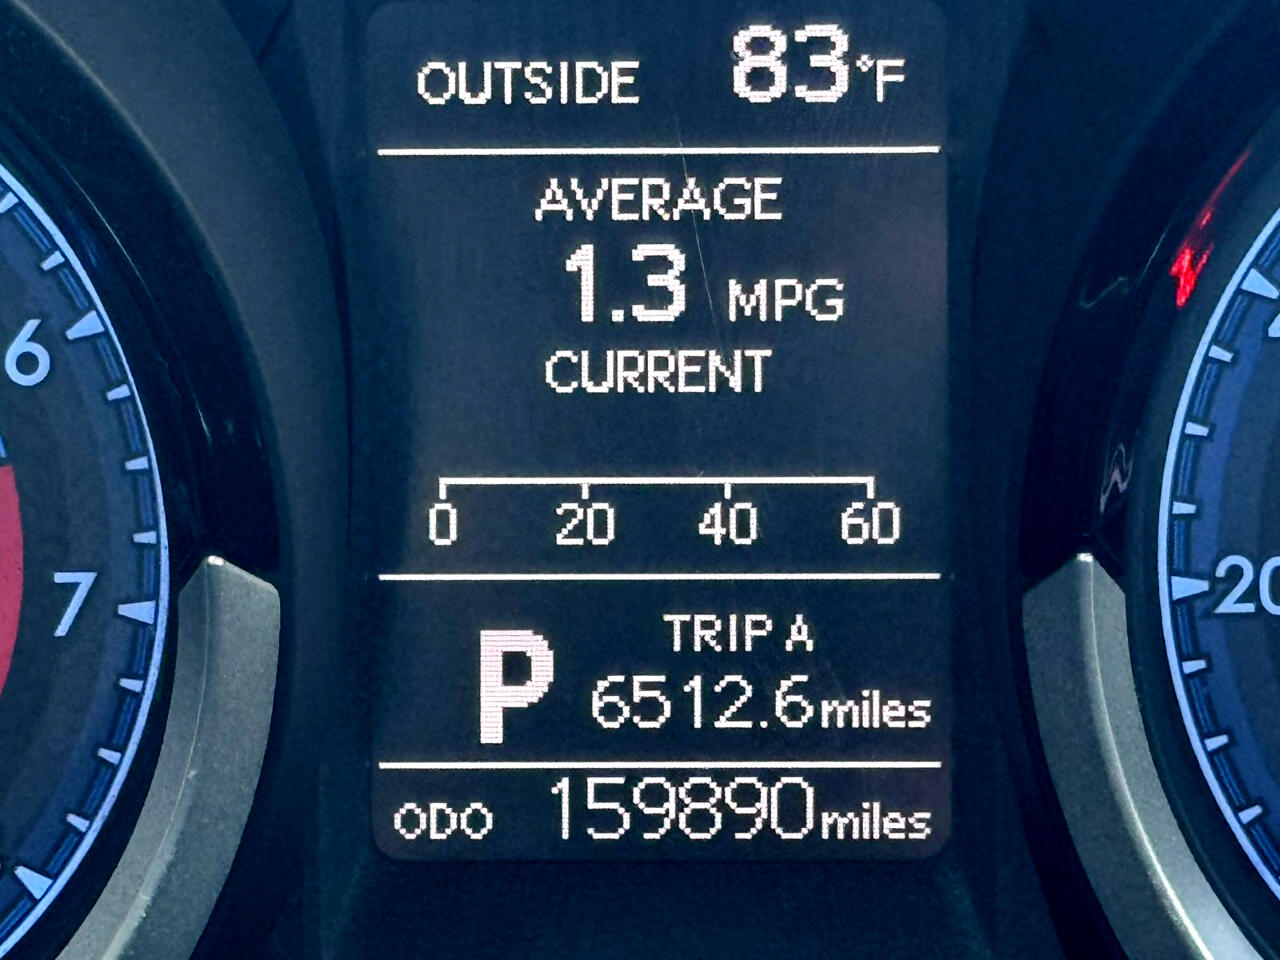 OUTSIDE 83°F
AVERAGE
1.3 MPG
CURRENT
0 20 40 60
TRIP A
P 6512.6 miles
ODO 159890 miles
6
7
20